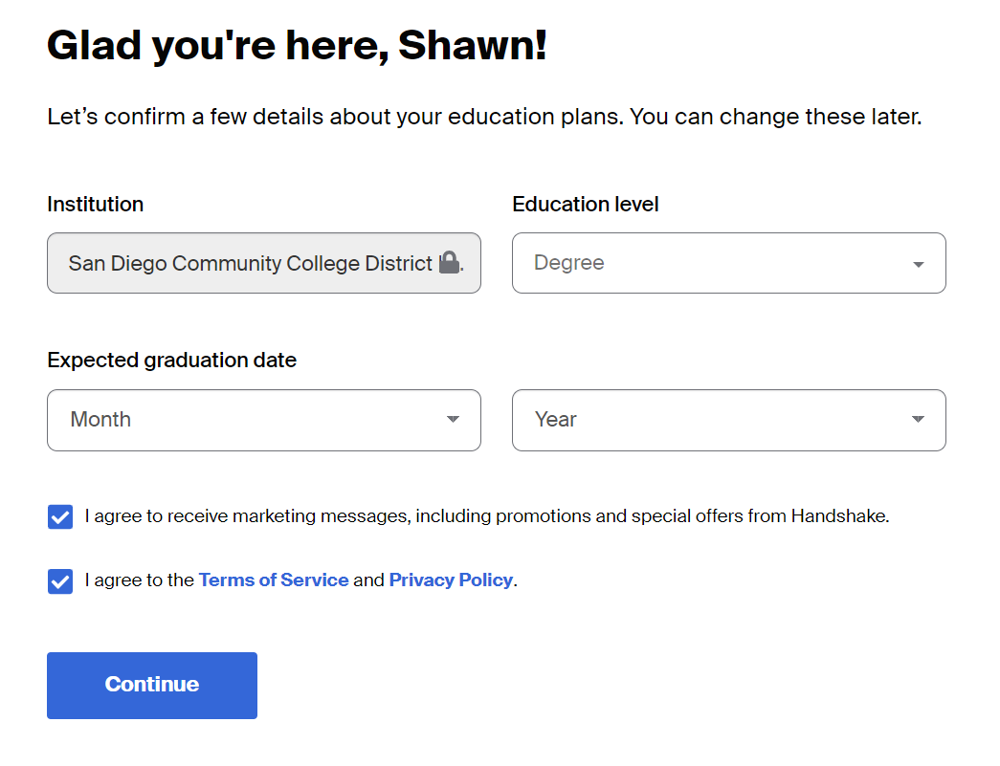 Glad you're here, Shawn!
Let’s confirm a few details about your education plans. You can change these later.
Institution
Education level
San Diego Community College District
Degree
Expected graduation date
Month
Year
I agree to receive marketing messages, including promotions and special offers from Handshake.
I agree to the Terms of Service and Privacy Policy.
Continue